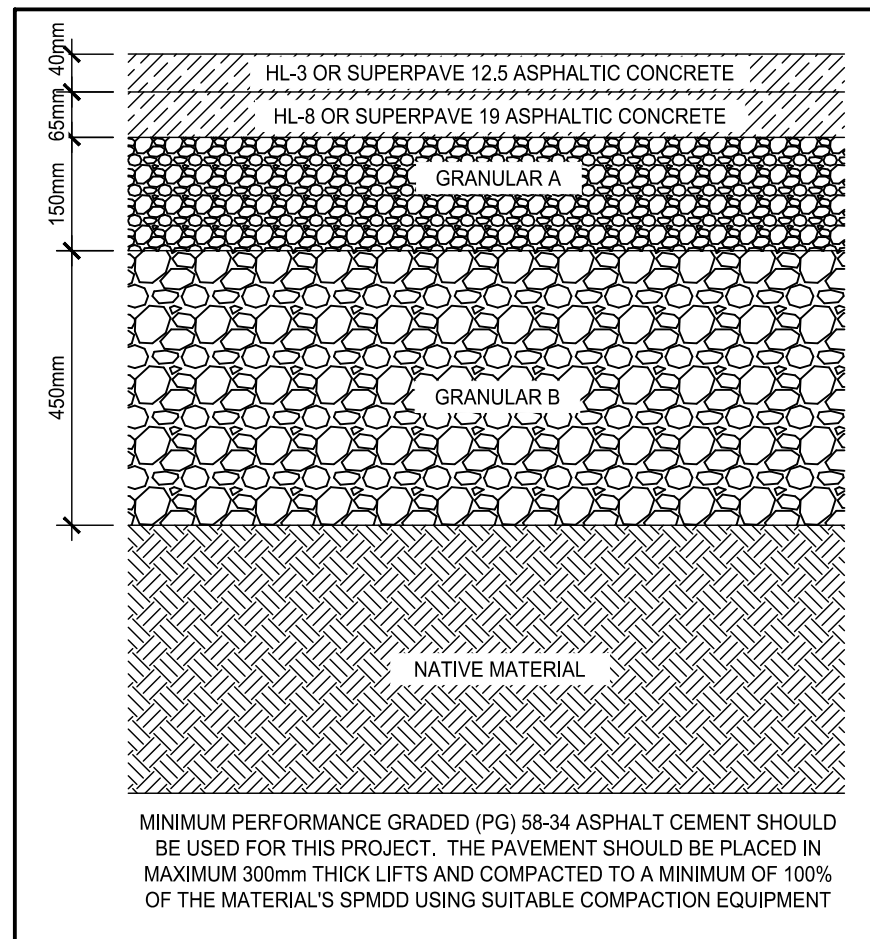 40mm
HL-3 OR SUPERPAVE 12.5 ASPHALTIC CONCRETE
65mm
HL-8 OR SUPERPAVE 19 ASPHALTIC CONCRETE
150mm
GRANULAR A
450mm
GRANULAR B
NATIVE MATERIAL
MINIMUM PERFORMANCE GRADED (PG) 58-34 ASPHALT CEMENT SHOULD
BE USED FOR THIS PROJECT. THE PAVEMENT SHOULD BE PLACED IN
MAXIMUM 300mm THICK LIFTS AND COMPACTED TO A MINIMUM OF 100%
OF THE MATERIAL'S SPMDD USING SUITABLE COMPACTION EQUIPMENT